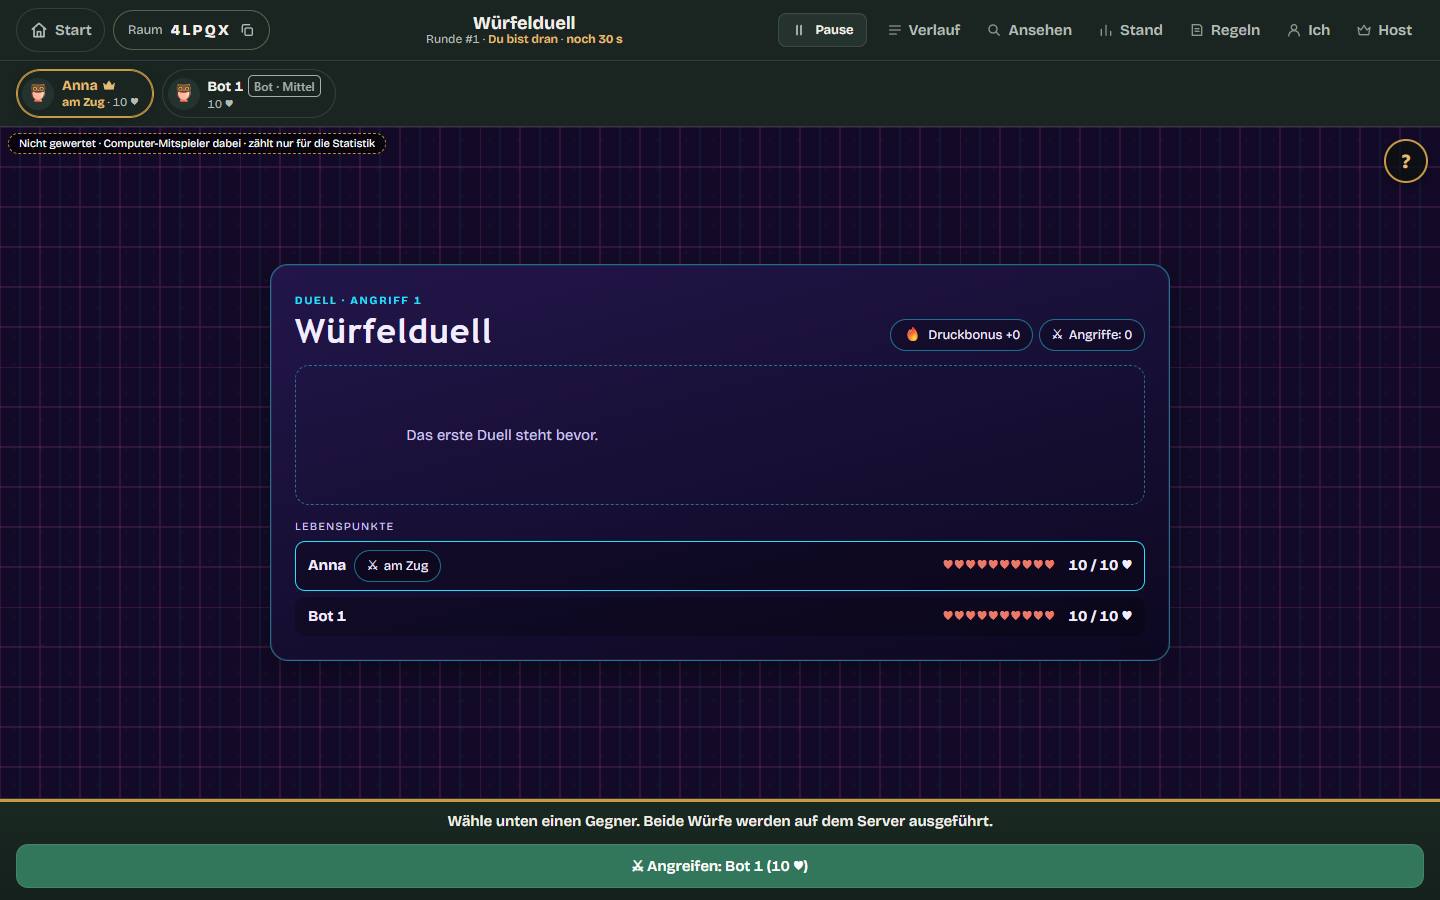 Start
Raum 4LPQX
Würfelduell
Runde #1 · Du bist dran · noch 30 s
Pause
Verlauf
Ansehen
Stand
Regeln
Ich
Host
Anna
am Zug · 10 ♥
Bot 1 Bot · Mittel
10 ♥
Nicht gewertet · Computer-Mitspieler dabei · zählt nur für die Statistik
?
DUELL · ANGRIFF 1
Würfelduell
Druckbonus +0
⚔ Angriffe: 0
Das erste Duell steht bevor.
LEBENSPUNKTE
Anna ⚔ am Zug ♥♥♥♥♥♥♥♥♥♥ 10 / 10 ♥
Bot 1 ♥♥♥♥♥♥♥♥♥♥ 10 / 10 ♥
Wähle unten einen Gegner. Beide Würfe werden auf dem Server ausgeführt.
⚔ Angreifen: Bot 1 (10 ♥)